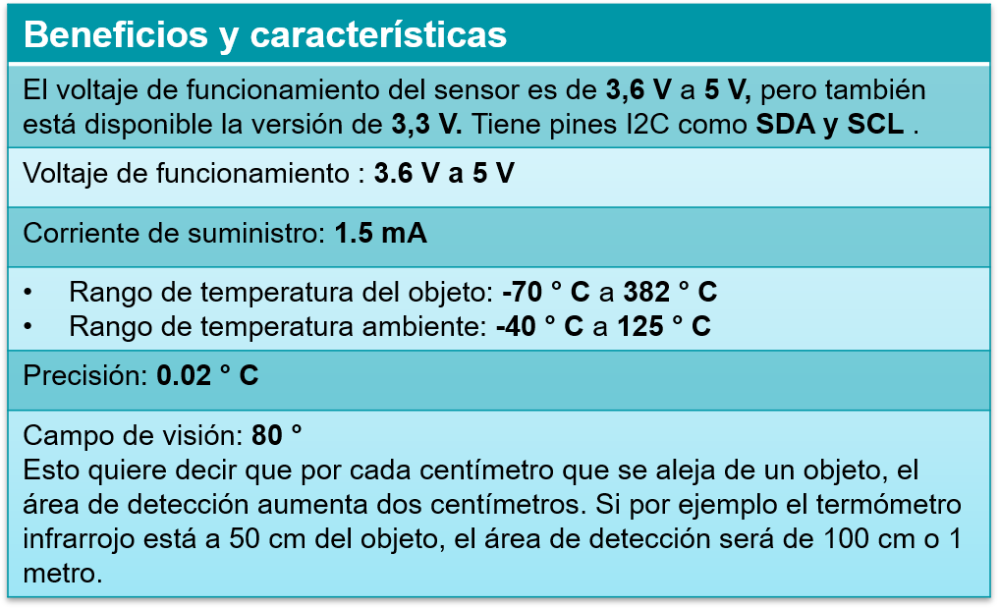 Beneficios y características
El voltaje de funcionamiento del sensor es de 3,6 V a 5 V, pero también
está disponible la versión de 3,3 V. Tiene pines I2C como SDA y SCL .
Voltaje de funcionamiento : 3.6 V a 5 V
Corriente de suministro: 1.5 mA
• Rango de temperatura del objeto: -70 ° C a 382 ° C
• Rango de temperatura ambiente: -40 ° C a 125 ° C
Precisión: 0.02 ° C
Campo de visión: 80 °
Esto quiere decir que por cada centímetro que se aleja de un objeto, el
área de detección aumenta dos centímetros. Si por ejemplo el termómetro
infrarrojo está a 50 cm del objeto, el área de detección será de 100 cm o 1
metro.